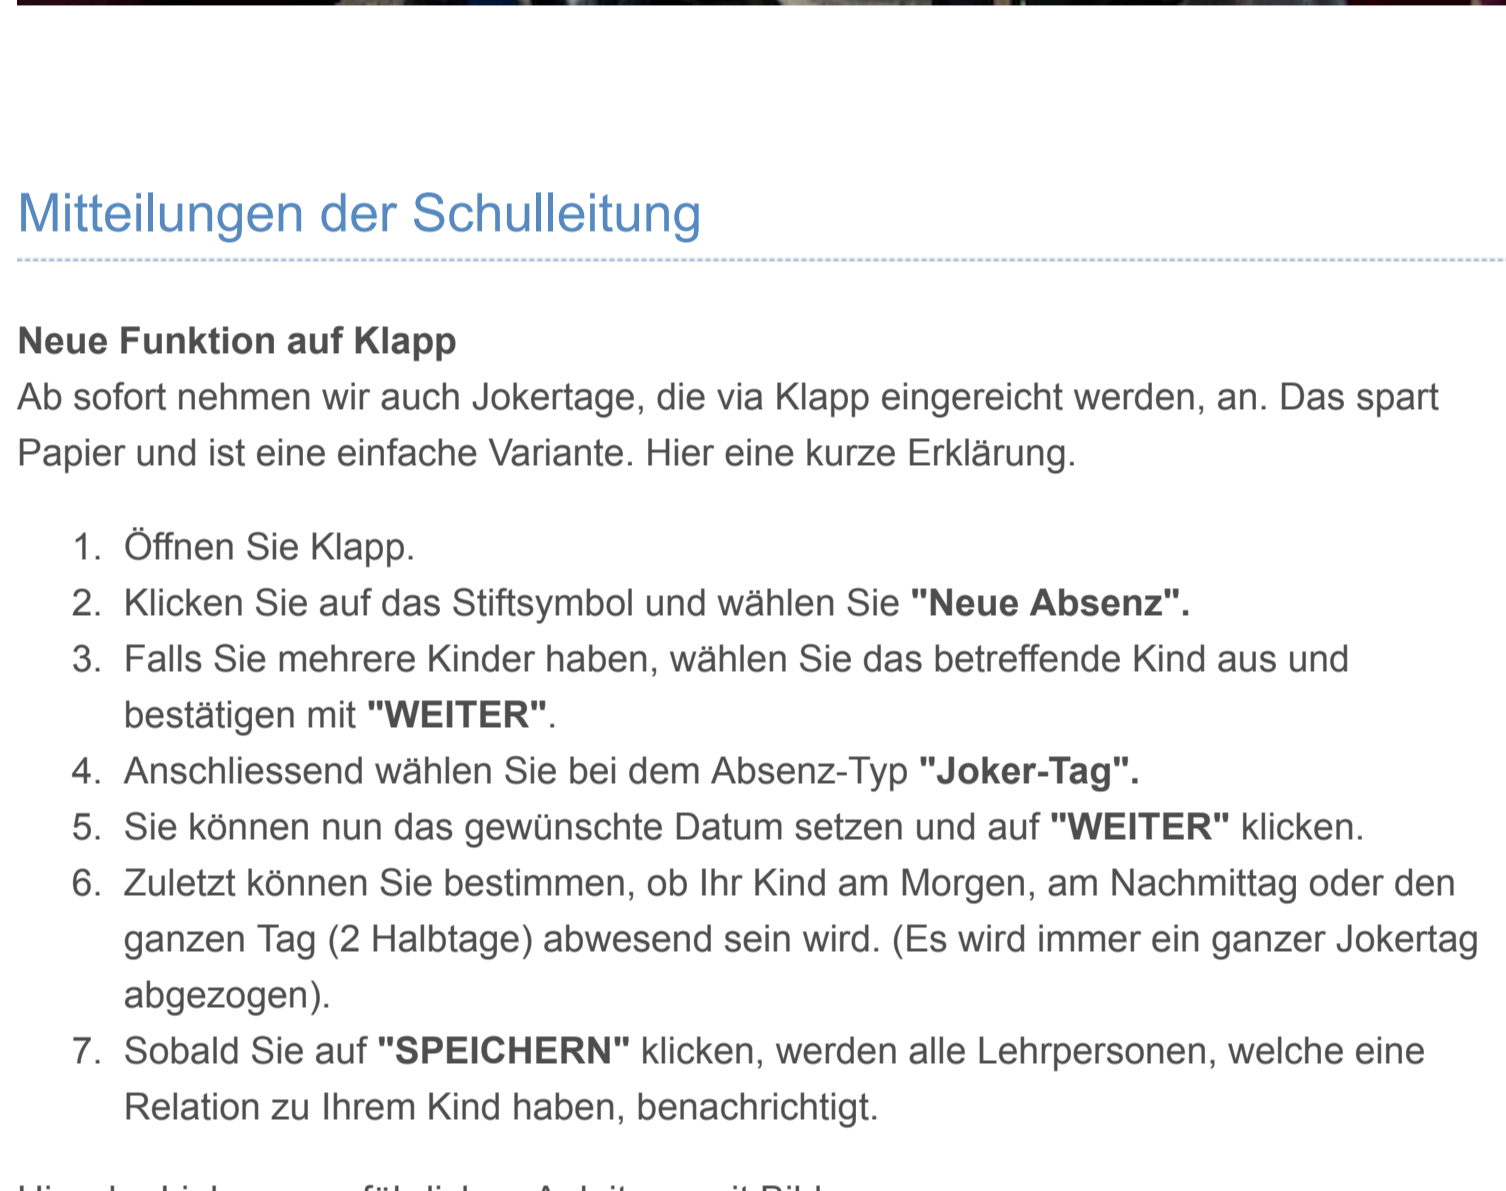 Mitteilungen der Schulleitung
Neue Funktion auf Klapp
Ab sofort nehmen wir auch Jokertage, die via Klapp eingereicht werden, an. Das spart
Papier und ist eine einfache Variante. Hier eine kurze Erklärung.
1. Öffnen Sie Klapp.
2. Klicken Sie auf das Stiftsymbol und wählen Sie "Neue Absenz".
3. Falls Sie mehrere Kinder haben, wählen Sie das betreffende Kind aus und
bestätigen mit "WEITER".
4. Anschliessend wählen Sie bei dem Absenz-Typ "Joker-Tag".
5. Sie können nun das gewünschte Datum setzen und auf "WEITER" klicken.
6. Zuletzt können Sie bestimmen, ob Ihr Kind am Morgen, am Nachmittag oder den
ganzen Tag (2 Halbtage) abwesend sein wird. (Es wird immer ein ganzer Jokertag
abgezogen).
7. Sobald Sie auf "SPEICHERN" klicken, werden alle Lehrpersonen, welche eine
Relation zu Ihrem Kind haben, benachrichtigt.